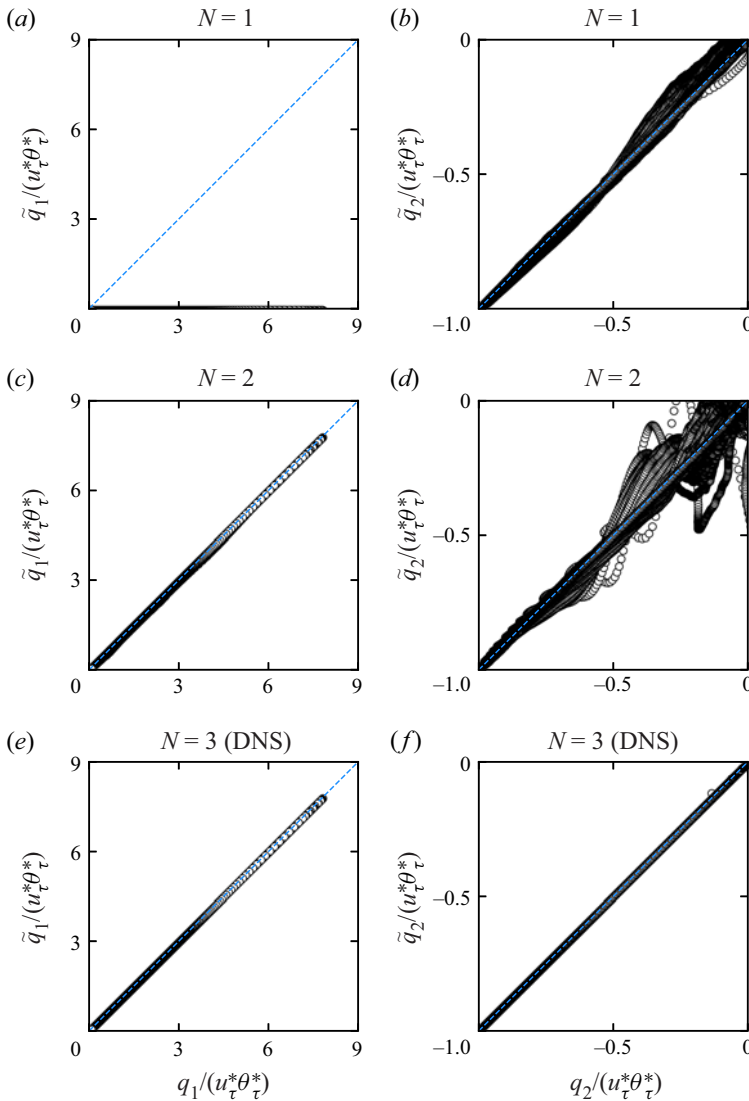 (a) N = 1
9
6
3
0
3 6 9
q̃₁/(u*τθ*τ)
(b) N = 1
0
–0.5
–1.0
–0.5 0
q̃₂/(u*τθ*τ)
(c) N = 2
9
6
3
0
3 6 9
q̃₁/(u*τθ*τ)
(d) N = 2
0
–0.5
–1.0
–0.5 0
q̃₂/(u*τθ*τ)
(e) N = 3 (DNS)
9
6
3
0
3 6 9
q̃₁/(u*τθ*τ)
q₁/(u*τθ*τ)
(f) N = 3 (DNS)
0
–0.5
–1.0
–0.5 0
q̃₂/(u*τθ*τ)
q₂/(u*τθ*τ)